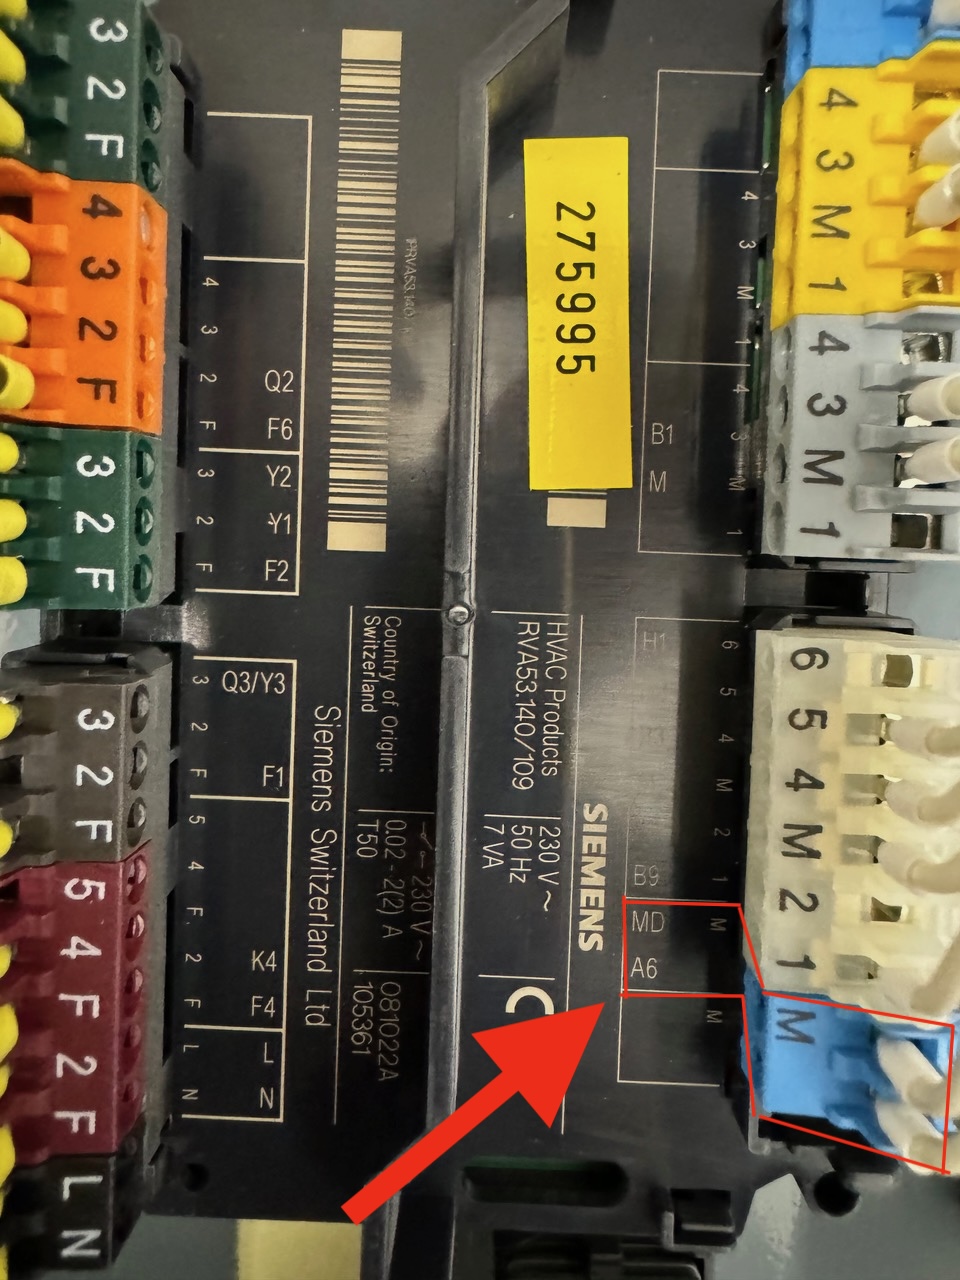 3
2
F
4
3
2
F
3
2
F
3
2
F
5
4
F
2
F
L
N
4
3
2 Q2
F F6
3 Y2
2 Y1
F F2
3 Q3/Y3
2
F F1
5
4
F
2 K4
F F4
L L
N N
275995
Country of Origin:
Switzerland
Siemens Switzerland Ltd
230 V ~
0.02 - 2(2) A
T50
081022A
105361
HVAC Products
RVA53.140/109
230 V ~
50 Hz
7 VA
SIEMENS
4
3
M
1
4
B1 3
M M
1
H1 6
5
4
M
2
B9 1
MD M
A6
M
4
3
M
1
4
3
M
1
6
5
4
M
2
1
M